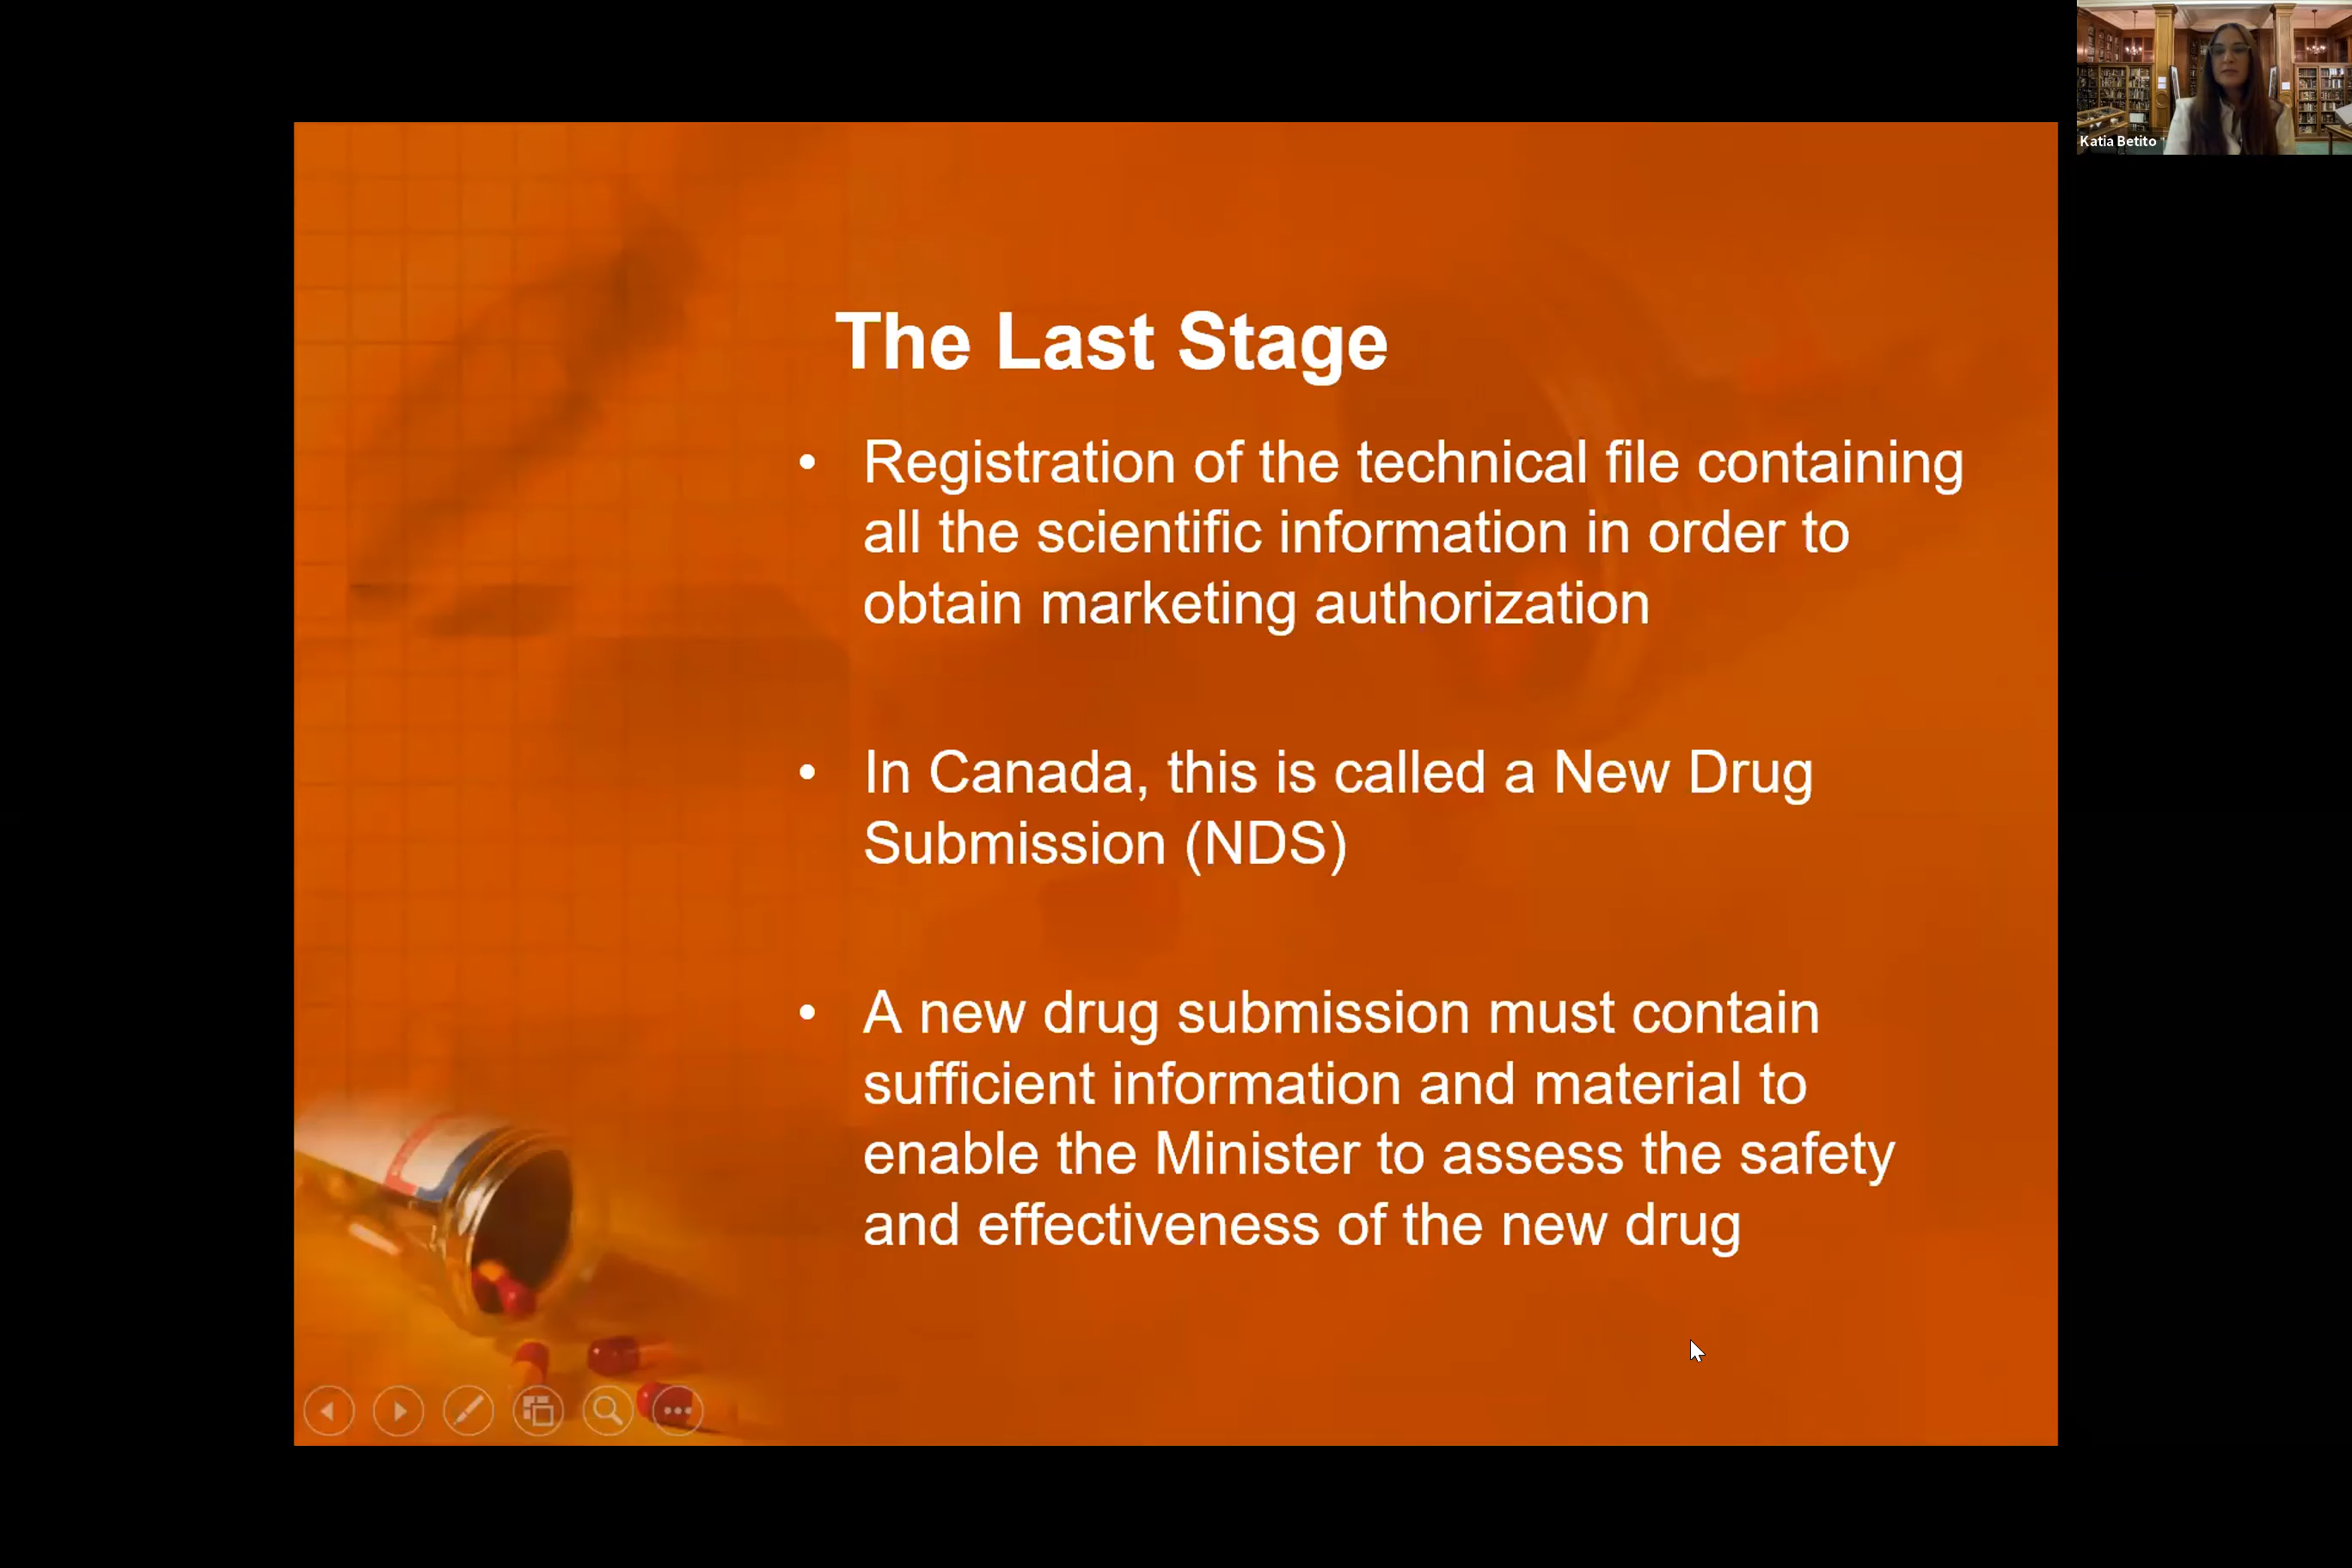 Katia Betito
The Last Stage
• Registration of the technical file containing
all the scientific information in order to
obtain marketing authorization
• In Canada, this is called a New Drug
Submission (NDS)
• A new drug submission must contain
sufficient information and material to
enable the Minister to assess the safety
and effectiveness of the new drug